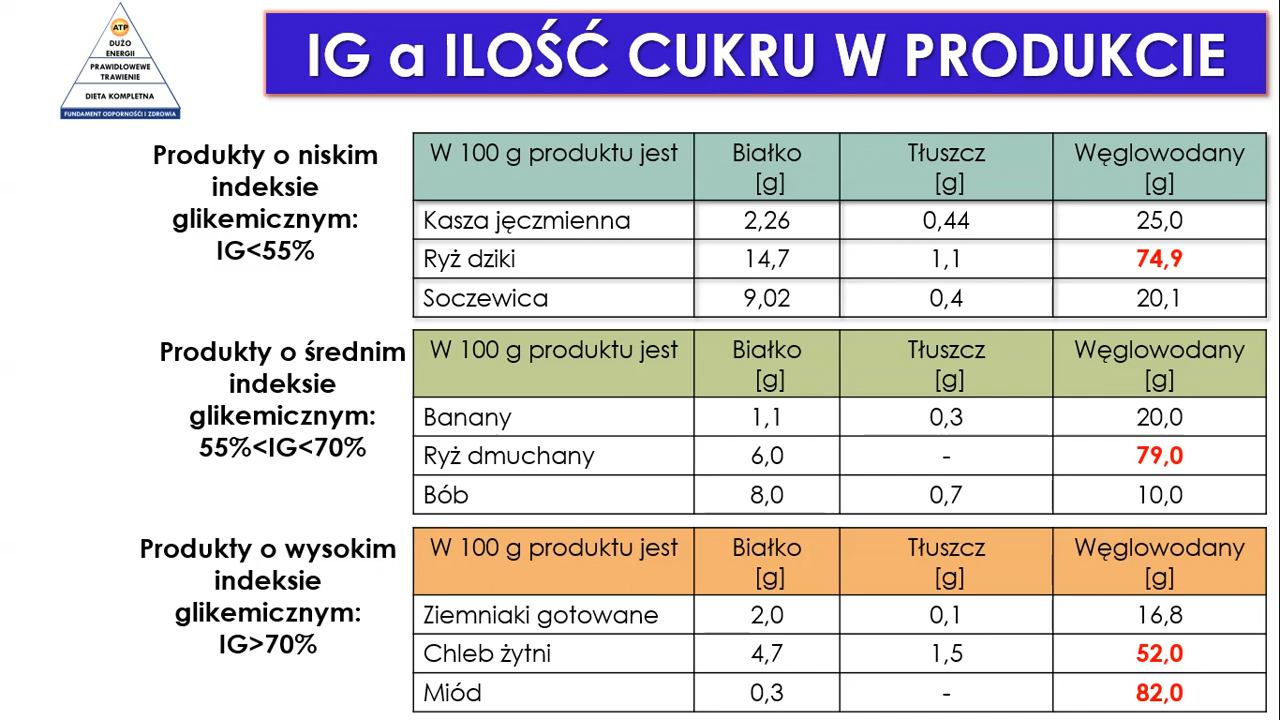 ATP
DUŻO
ENERGII
PRAWIDŁOWEWE
TRAWIENIE
DIETA KOMPLETNA
FUNDAMENT ODPORNOŚCI I ZDROWIA
IG a ILOŚĆ CUKRU W PRODUKCIE
Produkty o niskim
indeksie
glikemicznym:
IG<55%
W 100 g produktu jest Białko [g] Tłuszcz [g] Węglowodany [g]
Kasza jęczmienna 2,26 0,44 25,0
Ryż dziki 14,7 1,1 74,9
Soczewica 9,02 0,4 20,1
Produkty o średnim
indeksie
glikemicznym:
55%<IG<70%
W 100 g produktu jest Białko [g] Tłuszcz [g] Węglowodany [g]
Banany 1,1 0,3 20,0
Ryż dmuchany 6,0 - 79,0
Bób 8,0 0,7 10,0
Produkty o wysokim
indeksie
glikemicznym:
IG>70%
W 100 g produktu jest Białko [g] Tłuszcz [g] Węglowodany [g]
Ziemniaki gotowane 2,0 0,1 16,8
Chleb żytni 4,7 1,5 52,0
Miód 0,3 - 82,0